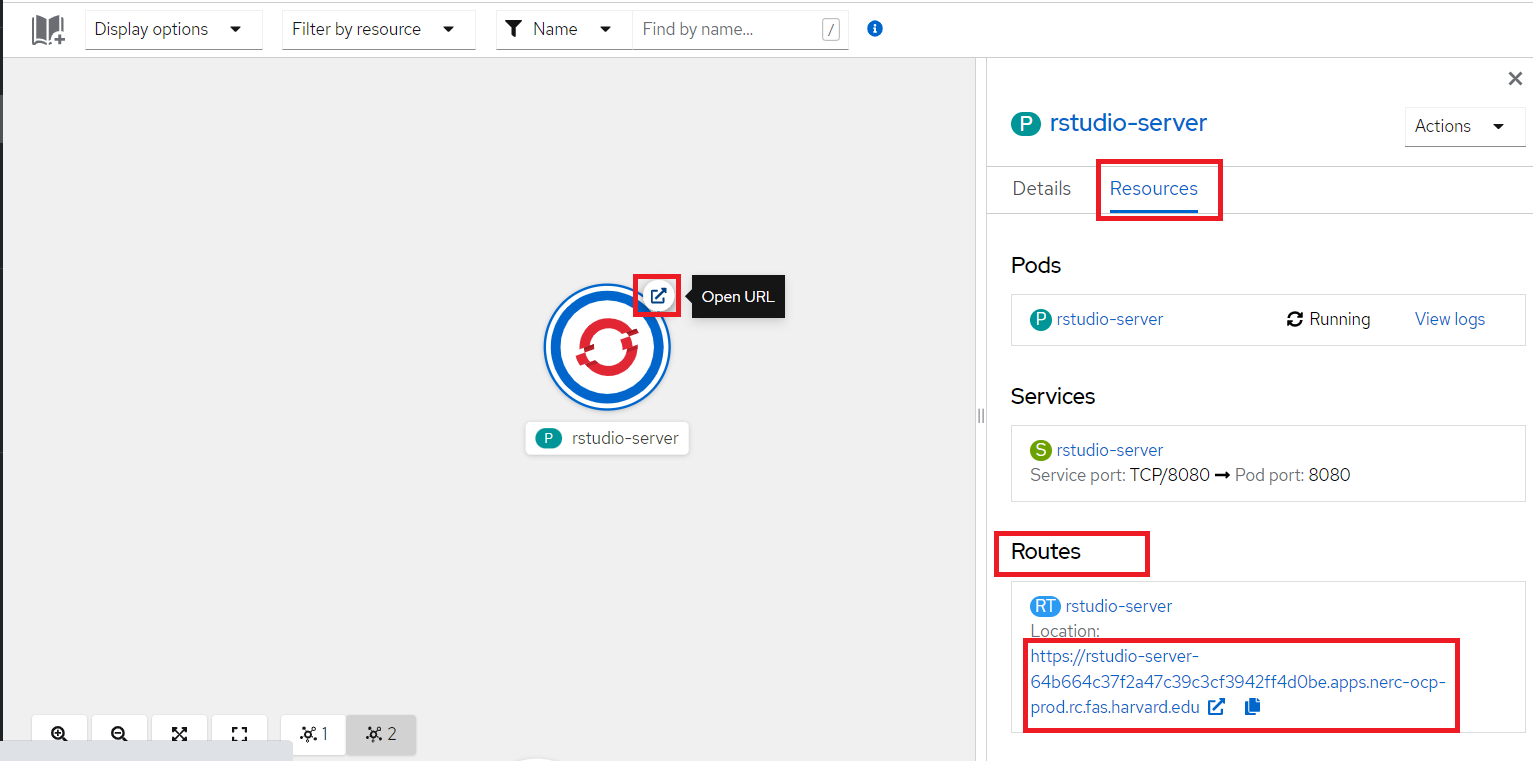 Display options
Filter by resource
Name
Find by name...
/
P rstudio-server
Actions
Details
Resources
Open URL
P rstudio-server
Pods
P rstudio-server
Running
View logs
Services
S rstudio-server
Service port: TCP/8080 → Pod port: 8080
Routes
RT rstudio-server
Location:
https://rstudio-server-
64b664c37f2a47c39c3cf3942ff4d0be.apps.nerc-ocp-
prod.rc.fas.harvard.edu
1
2